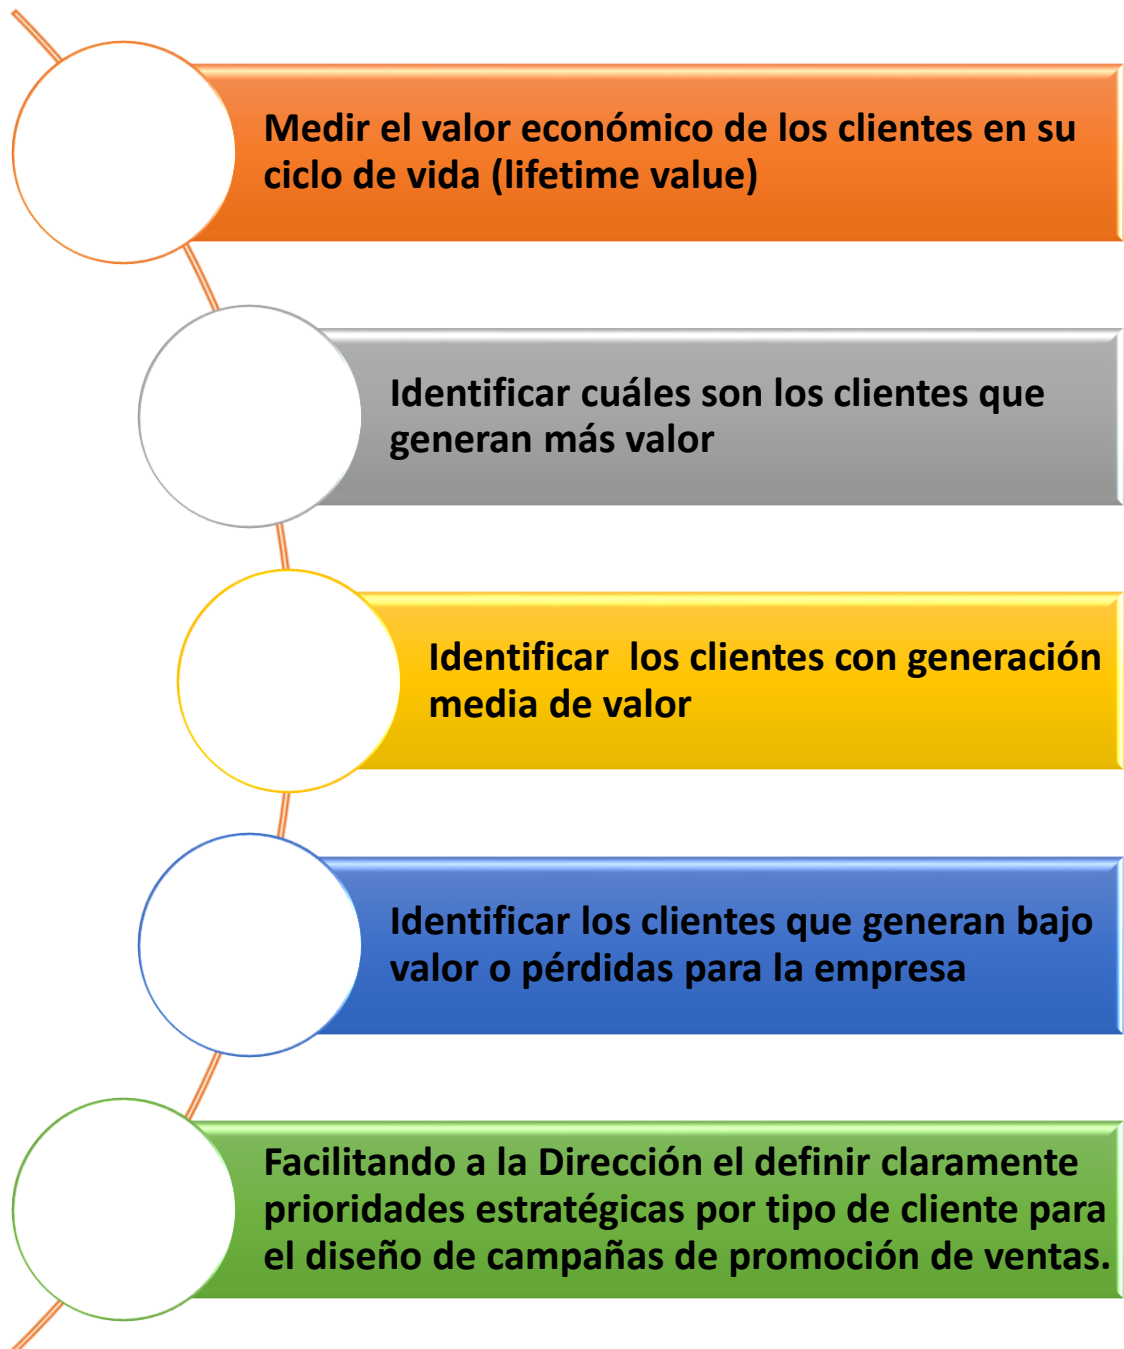 Medir el valor económico de los clientes en su
ciclo de vida (lifetime value)
Identificar cuáles son los clientes que
generan más valor
Identificar  los clientes con generación
media de valor
Identificar los clientes que generan bajo
valor o pérdidas para la empresa
Facilitando a la Dirección el definir claramente
prioridades estratégicas por tipo de cliente para
el diseño de campañas de promoción de ventas.